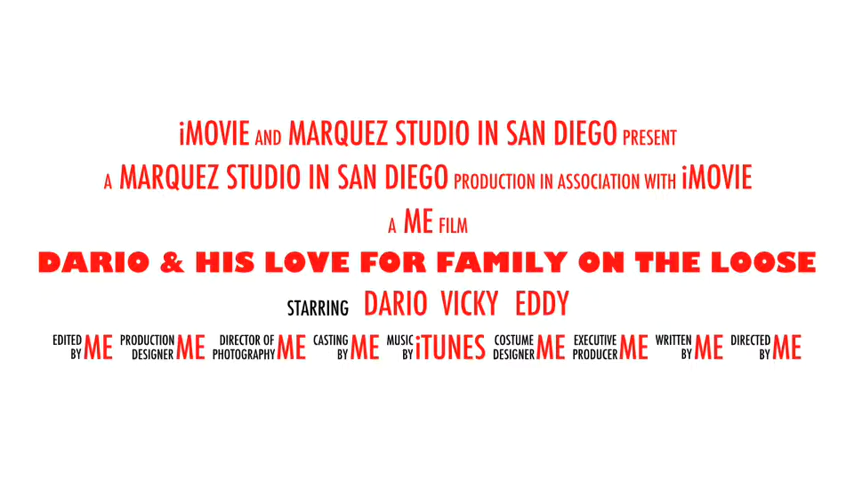 iMOVIE AND MARQUEZ STUDIO IN SAN DIEGO PRESENT
A MARQUEZ STUDIO IN SAN DIEGO PRODUCTION IN ASSOCIATION WITH iMOVIE
A ME FILM
DARIO & HIS LOVE FOR FAMILY ON THE LOOSE
STARRING DARIO VICKY EDDY
EDITED BY ME PRODUCTION DESIGNER ME DIRECTOR OF PHOTOGRAPHY ME CASTING BY ME MUSIC BY iTUNES COSTUME DESIGNER ME EXECUTIVE PRODUCER ME WRITTEN BY ME DIRECTED BY ME